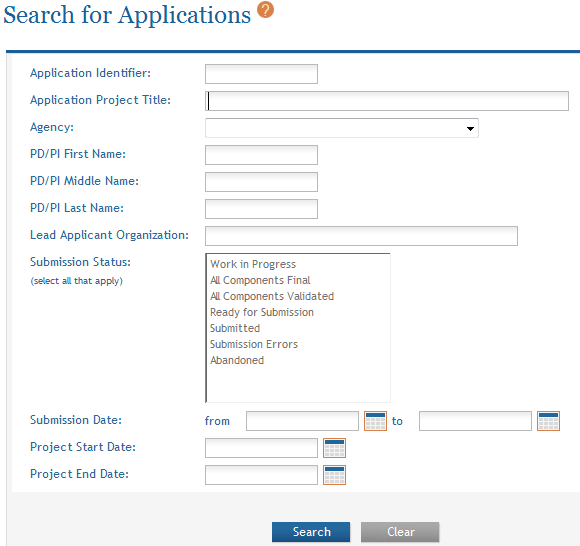 Search for Applications ?
Application Identifier:
Application Project Title:
Agency:
PD/PI First Name:
PD/PI Middle Name:
PD/PI Last Name:
Lead Applicant Organization:
Submission Status:
(select all that apply)
Work in Progress
All Components Final
All Components Validated
Ready for Submission
Submitted
Submission Errors
Abandoned
Submission Date: from to
Project Start Date:
Project End Date:
Search Clear